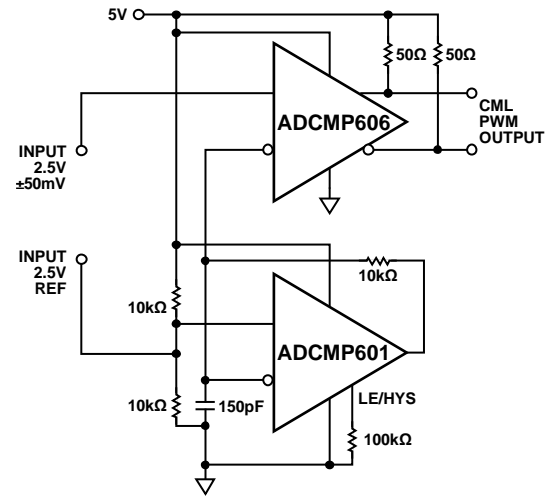 5V
50Ω
50Ω
ADCMP606
CML
PWM
OUTPUT
INPUT
2.5V
±50mV
INPUT
2.5V
REF
10kΩ
10kΩ
ADCMP601
LE/HYS
10kΩ
150pF
100kΩ